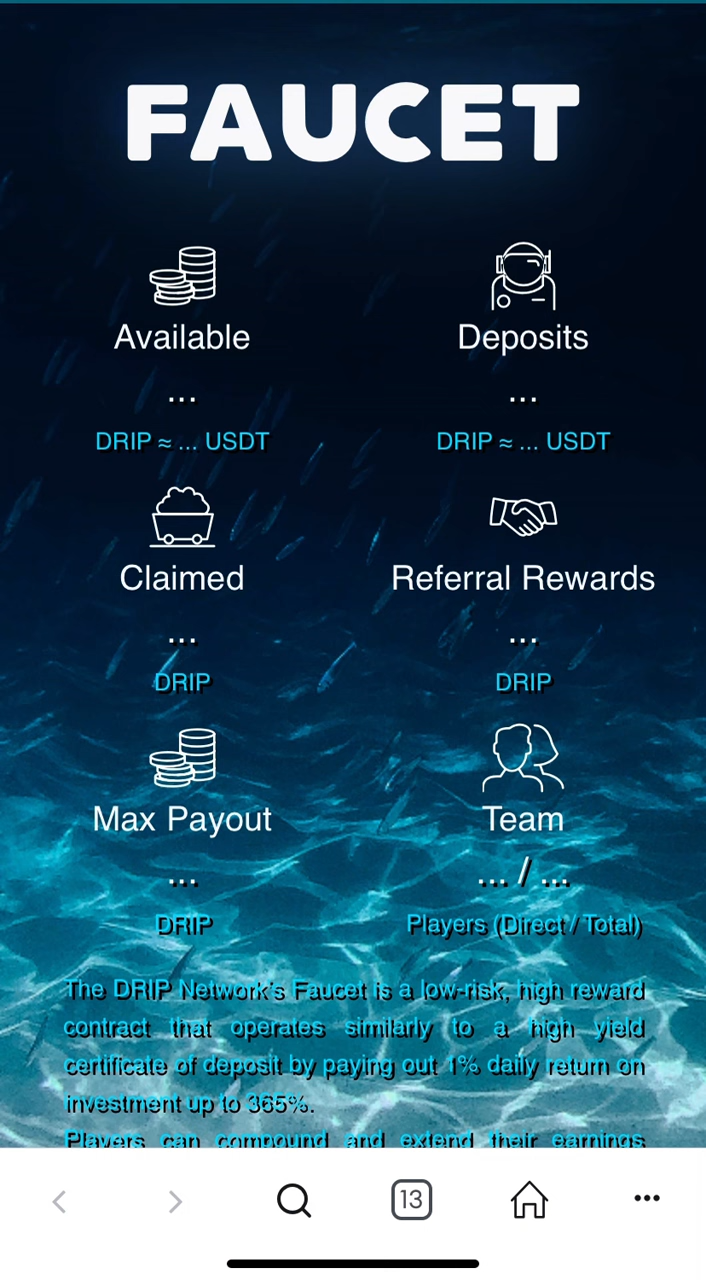 FAUCET
Available
Deposits
...
...
DRIP ≈ ... USDT
DRIP ≈ ... USDT
Claimed
Referral Rewards
...
...
DRIP
DRIP
Max Payout
Team
...
... / ...
DRIP
Players (Direct / Total)
The DRIP Network's Faucet is a low-risk, high reward
contract that operates similarly to a high yield
certificate of deposit by paying out 1% daily return on
investment up to 365%.
Players can compound and extend their earnings
13